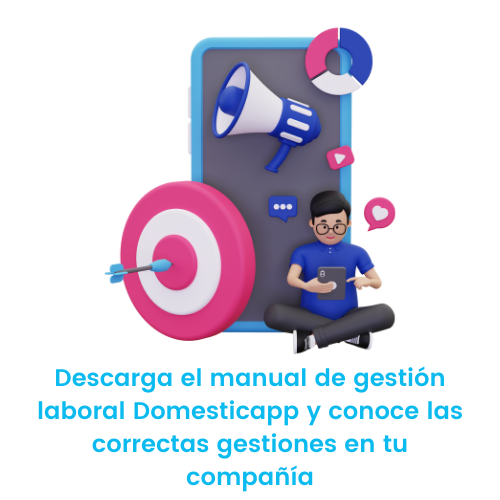 Descarga el manual de gestión
laboral Domesticapp y conoce las
correctas gestiones en tu
compañía